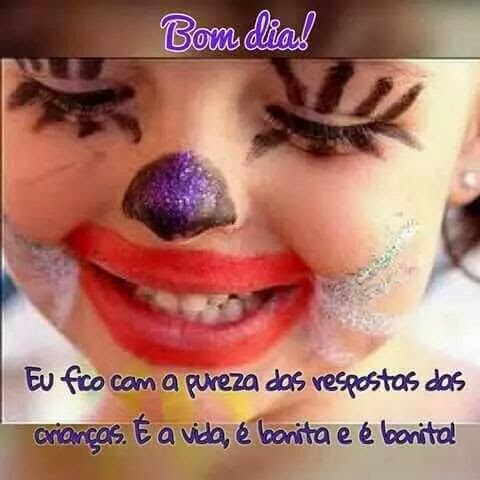 Bom dia!
Eu fico com a pureza das respostas das
crianças. É a vida, é bonita e é bonita!